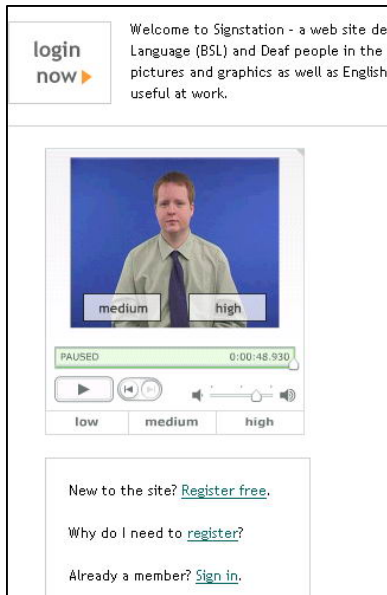 login
now
Welcome to Signstation - a web site de
Language (BSL) and Deaf people in the
pictures and graphics as well as English
useful at work.
medium high
PAUSED 0:00:48.930
low medium high
New to the site? Register free.
Why do I need to register?
Already a member? Sign in.